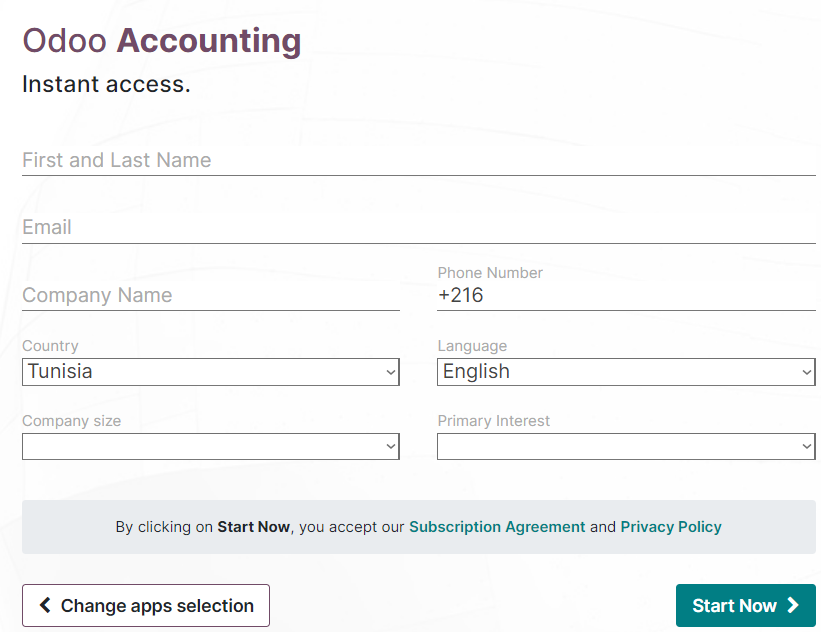 Odoo Accounting
Instant access.
First and Last Name
Email
Company Name
Phone Number
+216
Country
Tunisia
Language
English
Company size
Primary Interest
By clicking on Start Now, you accept our Subscription Agreement and Privacy Policy
Change apps selection
Start Now